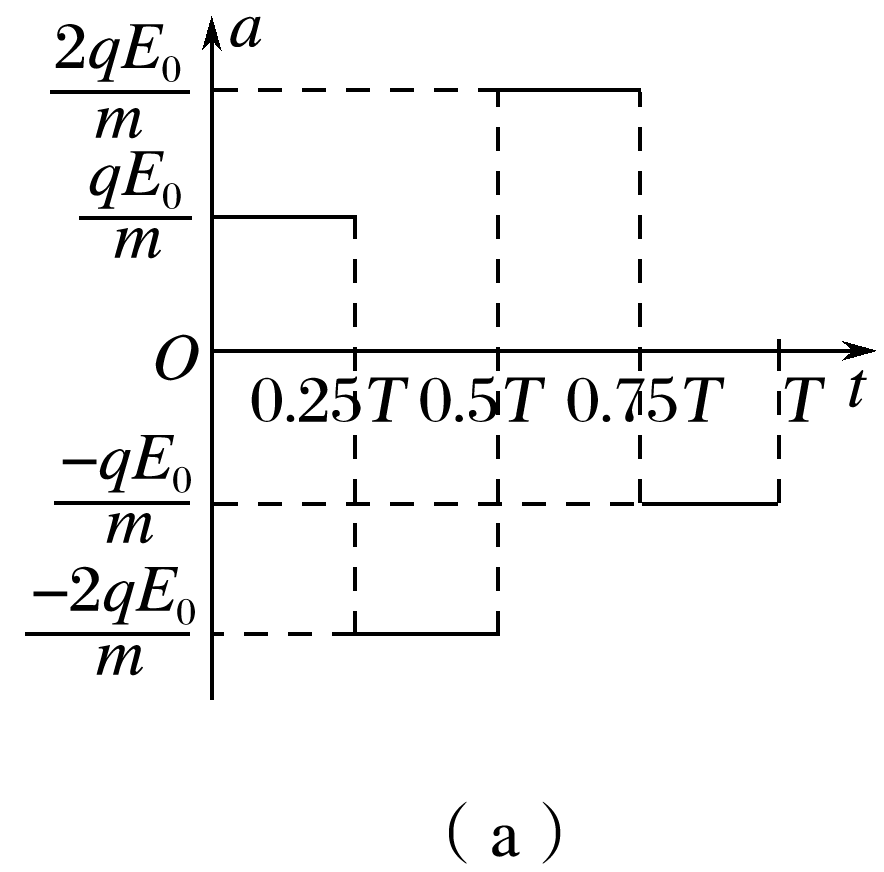 a
2qE₀
m
qE₀
m
O
0.25T 0.5T 0.75T T t
−qE₀
m
−2qE₀
m
( a )